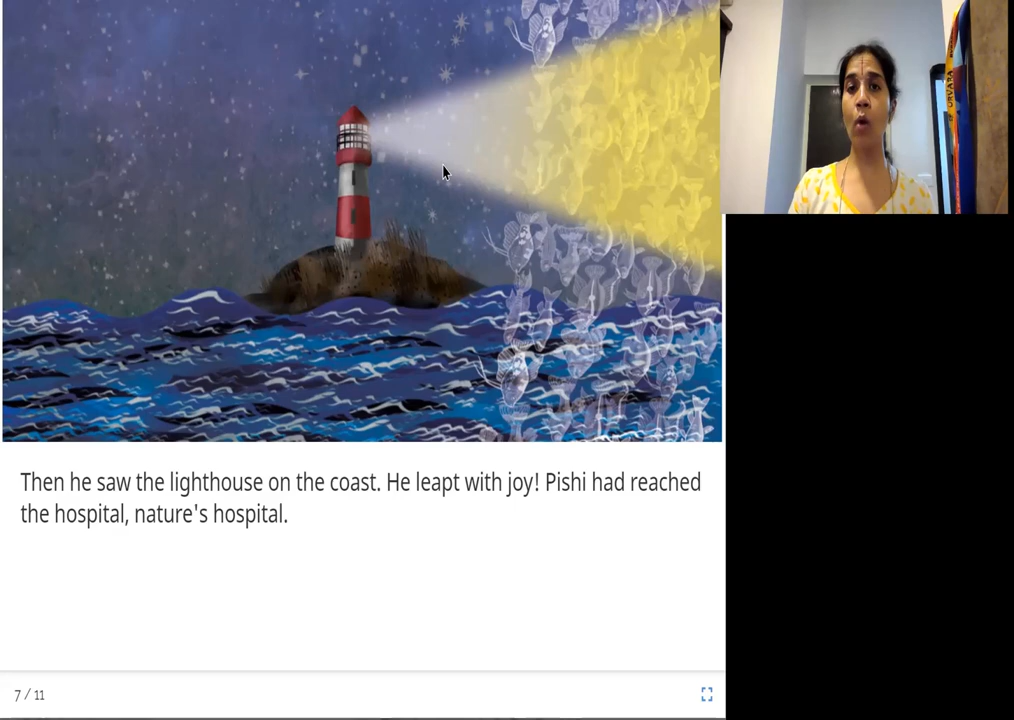 Then he saw the lighthouse on the coast. He leapt with joy! Pishi had reached
the hospital, nature's hospital.
7 / 11